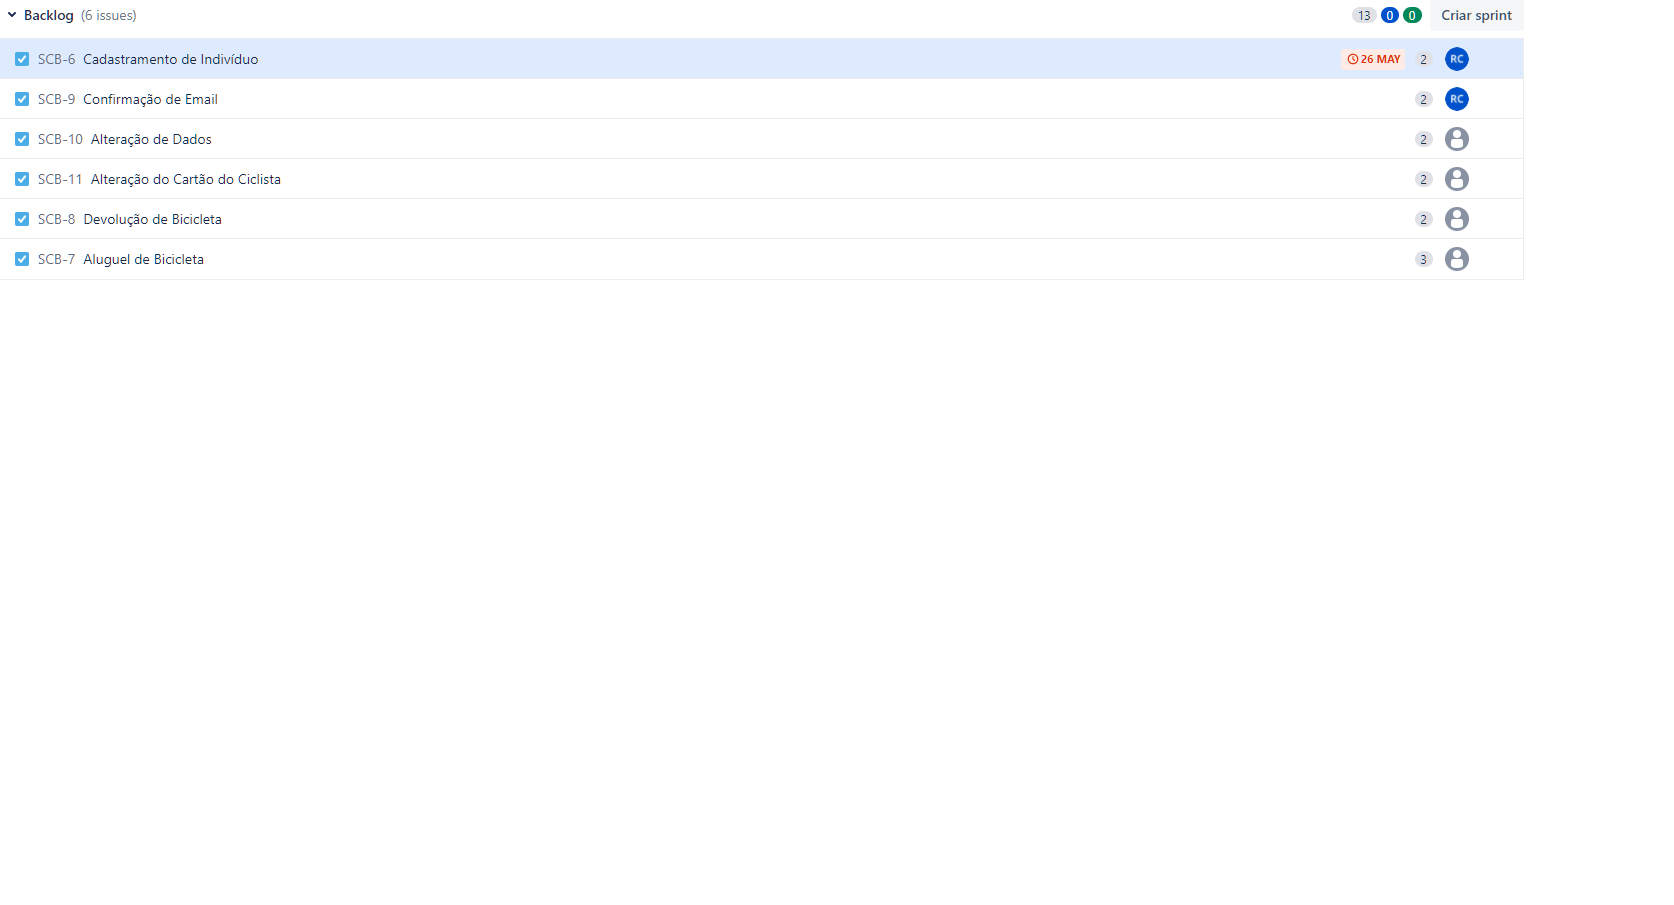 Backlog (6 issues) 13 0 0 Criar sprint
SCB-6 Cadastramento de Indivíduo 26 MAY 2 RC
SCB-9 Confirmação de Email 2 RC
SCB-10 Alteração de Dados 2
SCB-11 Alteração do Cartão do Ciclista 2
SCB-8 Devolução de Bicicleta 2
SCB-7 Aluguel de Bicicleta 3